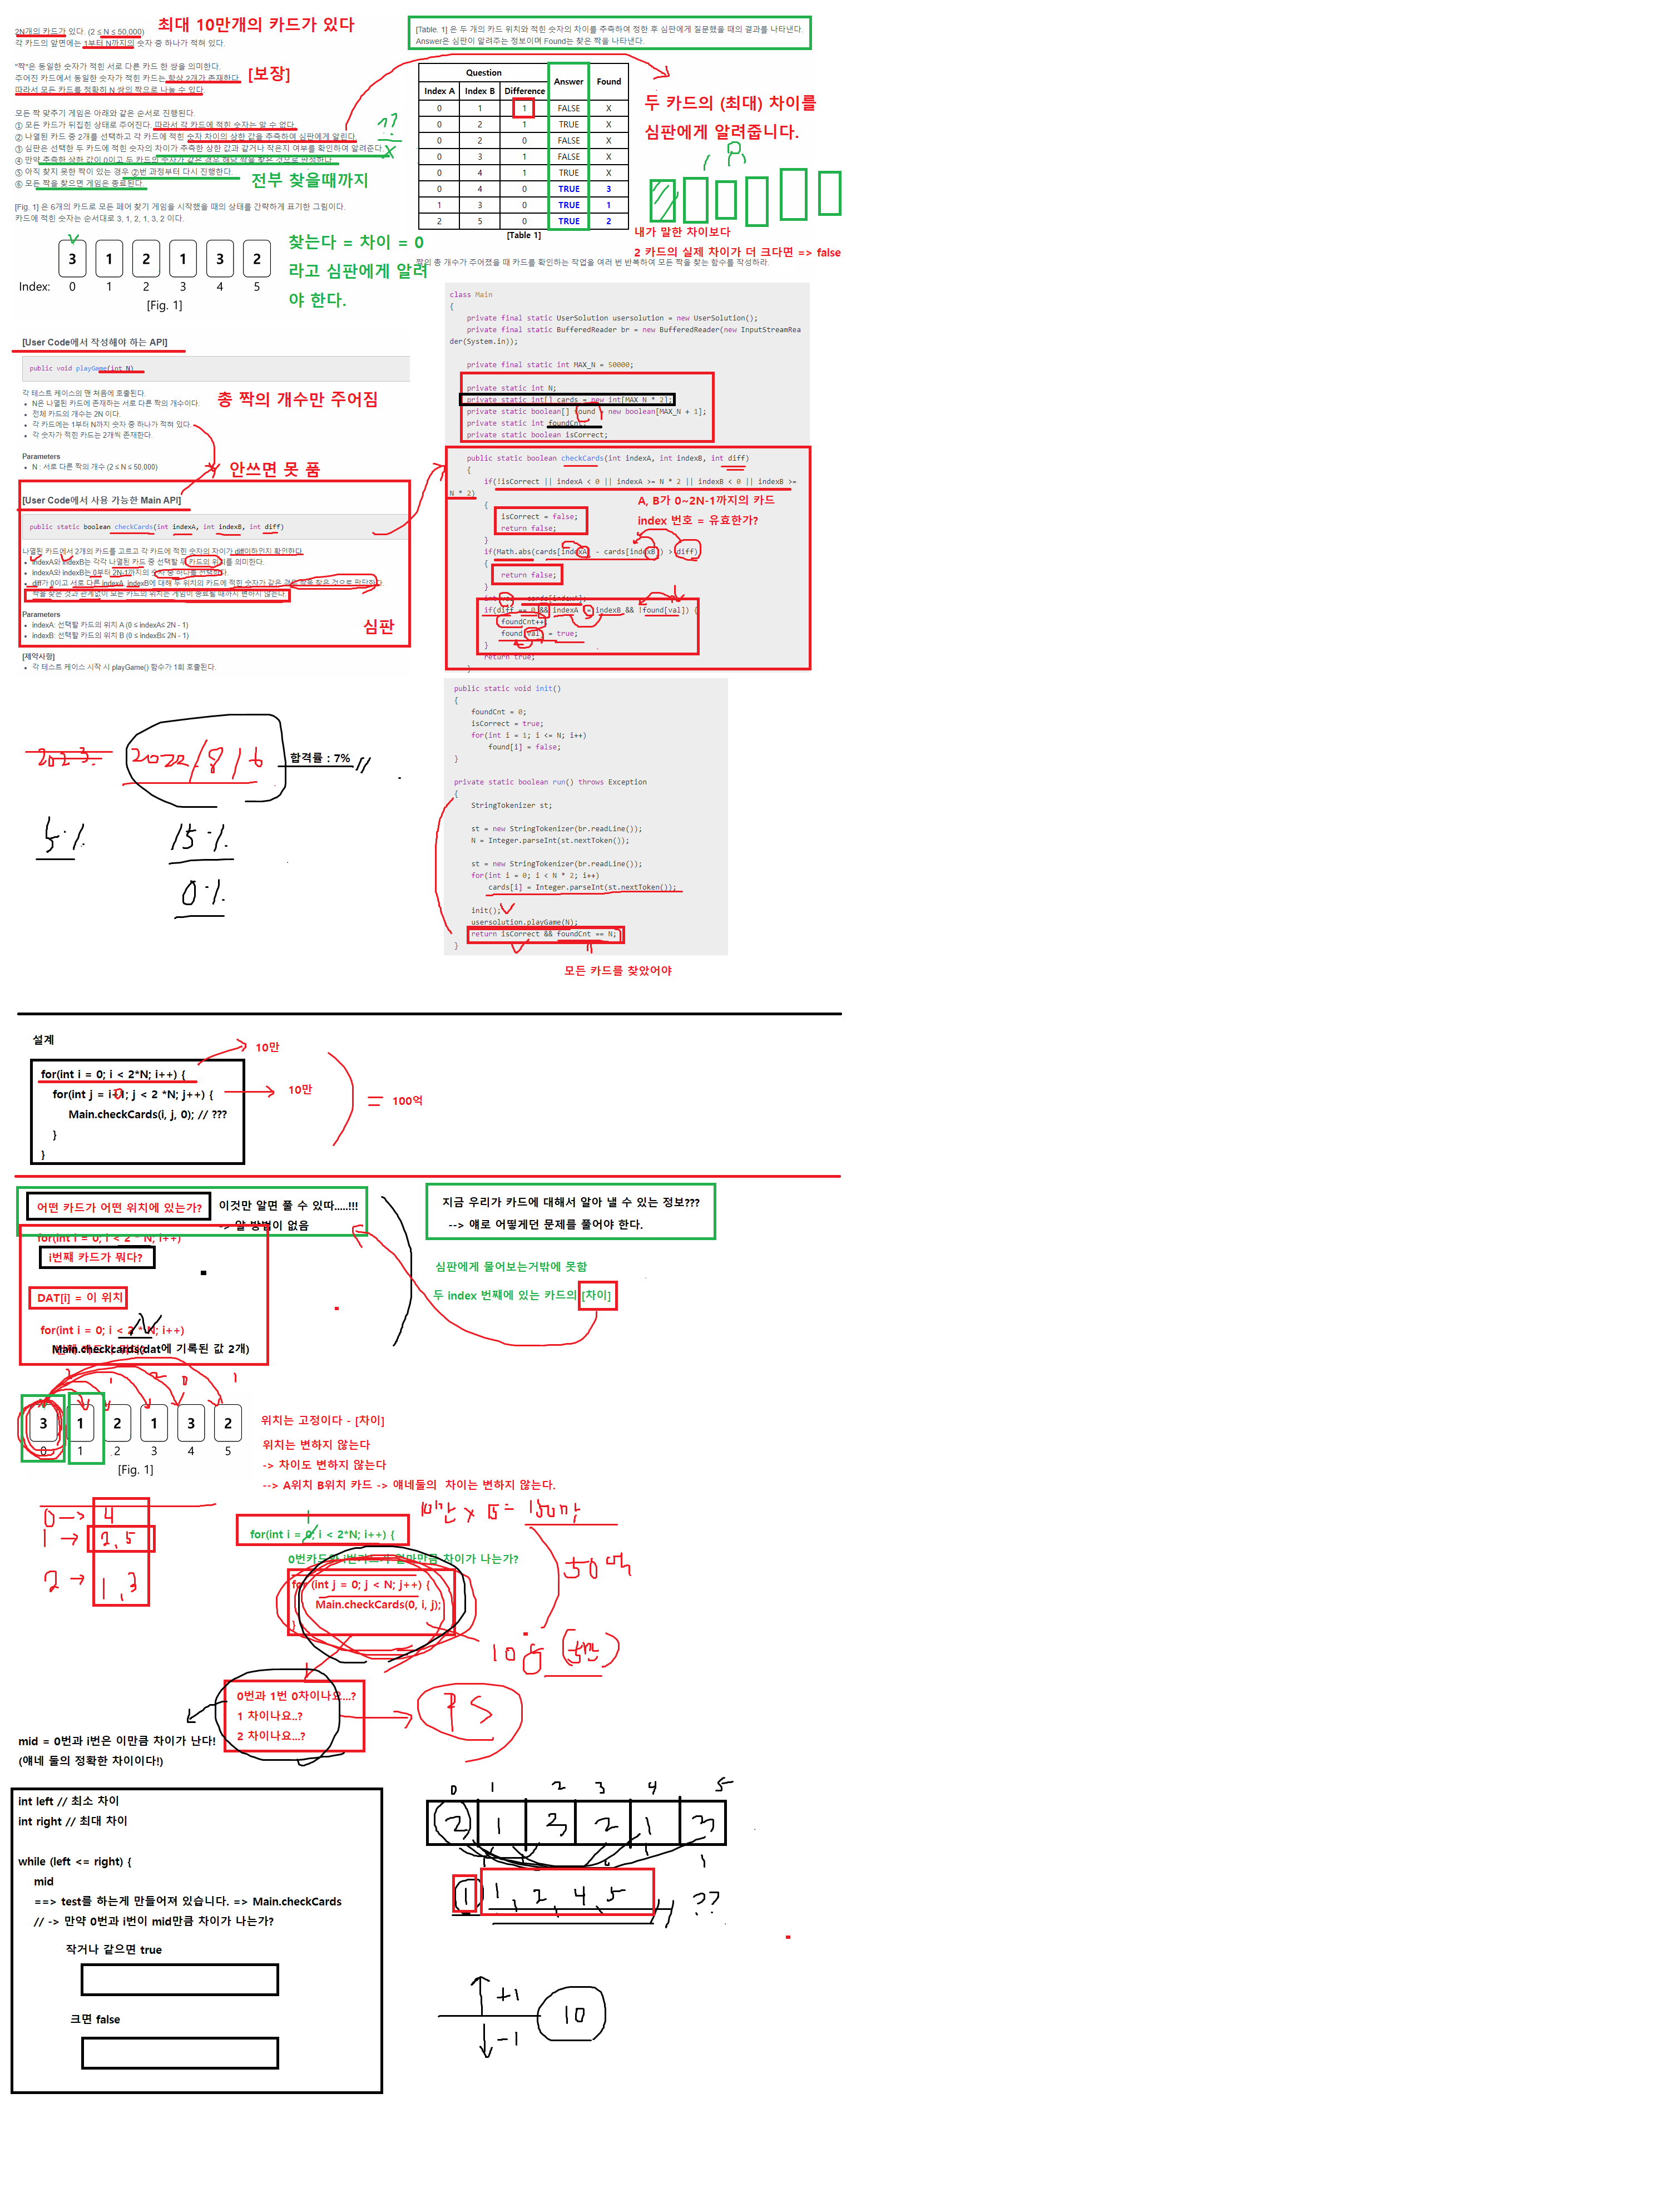 최대 10만개의 카드가 있다
2N개의 카드가 있다. (2 ≤ N ≤ 50,000)
각 카드의 앞면에는 1부터 N까지의 숫자 중 하나가 적혀 있다.
"짝"은 동일한 숫자가 적힌 서로 다른 카드 한 쌍을 의미한다.
주어진 카드에서 동일한 숫자가 적힌 카드는 항상 2개가 존재한다.
[보장]
따라서 모든 카드를 정확히 N 쌍의 짝으로 나눌 수 있다.
모든 짝 맞추기 게임은 아래와 같은 순서로 진행된다.
① 모든 카드가 뒤집힌 상태로 주어진다. 따라서 각 카드에 적힌 숫자는 알 수 없다.
② 나열된 카드 중 2개를 선택하고 각 카드에 적힌 숫자 차이의 상한 값을 추측하여 심판에게 알린다.
③ 심판은 선택한 두 카드에 적힌 숫자의 차이가 추측한 상한 값과 같거나 작은지 여부를 확인하여 알려준다.
④ 만약 추측한 상한 값이 0이고 두 카드의 숫자가 같은 경우 해당 짝을 찾은 것으로 판정한다.
⑤ 아직 찾지 못한 짝이 있는 경우 ②번 과정부터 다시 진행한다.
⑥ 모든 짝을 찾으면 게임은 종료된다.
전부 찾을때까지
??
X
[Fig. 1] 은 6개의 카드로 모든 페어 찾기 게임을 시작했을 때의 상태를 간략하게 표기한 그림이다.
카드에 적힌 숫자는 순서대로 3, 1, 2, 1, 3, 2 이다.
3 1 2 1 3 2
Index: 0 1 2 3 4 5
[Fig. 1]
찾는다 = 차이 = 0
라고 심판에게 알려
야 한다.
[Table. 1] 은 두 개의 카드 위치와 적힌 숫자의 차이를 추측하여 정한 후 심판에게 질문했을 때의 결과를 나타낸다.
Answer은 심판이 알려주는 정보이며 Found는 찾은 짝을 나타낸다.
Question Answer Found
Index A Index B Difference
0 1 1 FALSE X
0 2 1 TRUE X
0 2 0 FALSE X
0 3 1 FALSE X
0 4 1 TRUE X
0 4 0 TRUE 3
1 3 0 TRUE 1
2 5 0 TRUE 2
[Table 1]
두 카드의 (최대) 차이를
심판에게 알려줍니다.
내가 말한 차이보다
2 카드의 실제 차이가 더 크다면 => false
짝의 총 개수가 주어졌을 때 카드를 확인하는 작업을 여러 번 반복하여 모든 짝을 찾는 함수를 작성하라.
[User Code에서 작성해야 하는 API]
public void playGame(int N)
각 테스트 케이스의 맨 처음에 호출된다.
• N은 나열된 카드에 존재하는 서로 다른 짝의 개수이다.
• 전체 카드의 개수는 2N 이다.
• 각 카드에는 1부터 N까지 숫자 중 하나가 적혀 있다.
• 각 숫자가 적힌 카드는 2개씩 존재한다.
총 짝의 개수만 주어짐
Parameters
• N : 서로 다른 짝의 개수 (2 ≤ N ≤ 50,000)
안쓰면 못 품
[User Code에서 사용 가능한 Main API]
public static boolean checkCards(int indexA, int indexB, int diff)
나열된 카드에서 2개의 카드를 고르고 각 카드에 적힌 숫자의 차이가 diff이하인지 확인한다.
• indexA와 indexB는 각각 나열된 카드 중 선택할 두 카드의 위치를 의미한다.
• indexA와 indexB는 0부터 2N-1까지의 숫자 중 하나를 선택한다.
• diff가 0이고 서로 다른 indexA, indexB에 대해 두 위치의 카드에 적힌 숫자가 같은 경우 짝을 찾은 것으로 판단한다.
• 짝을 찾은 것과 관계없이 모든 카드의 위치는 게임이 종료될 때까지 변하지 않는다.
Parameters
• indexA: 선택할 카드의 위치 A (0 ≤ indexA≤ 2N - 1)
• indexB: 선택할 카드의 위치 B (0 ≤ indexB≤ 2N - 1)
심판
[제약사항]
• 각 테스트 케이스 시작 시 playGame() 함수가 1회 호출된다.
class Main
{
private final static UserSolution usersolution = new UserSolution();
private final static BufferedReader br = new BufferedReader(new InputStreamRea
der(System.in));
private final static int MAX_N = 50000;
private static int N;
private static int[] cards = new int[MAX_N * 2];
private static boolean[] found = new boolean[MAX_N + 1];
private static int foundCnt;
private static boolean isCorrect;
public static boolean checkCards(int indexA, int indexB, int diff)
{
if(!isCorrect || indexA < 0 || indexA >= N * 2 || indexB < 0 || indexB >=
N * 2)
{
isCorrect = false;
return false;
}
A, B가 0~2N-1까지의 카드
index 번호 = 유효한가?
if(Math.abs(cards[indexA] - cards[indexB]) > diff)
{
return false;
}
int val = cards[indexA];
if(diff == 0 && indexA != indexB && !found[val]) {
foundCnt++;
found[val] = true;
}
return true;
}
public static void init()
{
foundCnt = 0;
isCorrect = true;
for(int i = 1; i <= N; i++)
found[i] = false;
}
private static boolean run() throws Exception
{
StringTokenizer st;
st = new StringTokenizer(br.readLine());
N = Integer.parseInt(st.nextToken());
st = new StringTokenizer(br.readLine());
for(int i = 0; i < N * 2; i++)
cards[i] = Integer.parseInt(st.nextToken());
init();
usersolution.playGame(N);
return isCorrect && foundCnt == N;
}
모든 카드를 찾았어야
2023.
2022/8/6
합격률 : 7%
5%
15%
0%
설계
for(int i = 0; i < 2*N; i++) {
for(int j = i+1; j < 2 *N; j++) {
Main.checkCards(i, j, 0); // ???
}
}
10만
10만
= 100억
어떤 카드가 어떤 위치에 있는가?
이것만 알면 풀 수 있따.....!!!
-> 알 방법이 없음
for(int i = 0; i < 2 * N; i++)
i번째 카드가 뭐다?
DAT[i] = 이 위치
for(int i = 0; i < 2 * N; i++)
N
Main.checkcards(dat에 기록된 값 2개)
지금 우리가 카드에 대해서 알아 낼 수 있는 정보???
--> 얘로 어떻게던 문제를 풀어야 한다.
심판에게 물어보는거밖에 못함
두 index 번째에 있는 카드의 [차이]
2 1 2 0 1
3 1 2 1 3 2
0 1 2 3 4 5
[Fig. 1]
위치는 고정이다 - [차이]
위치는 변하지 않는다
-> 차이도 변하지 않는다
--> A위치 B위치 카드 -> 얘네들의 차이는 변하지 않는다.
0 -> 4
1 -> 2, 5
2 -> 1, 3
1
for(int i = 0; i < 2*N; i++) {
0번카드와 i번카드가 얼마만큼 차이가 나는가?
for (int j = 0; j < N; j++) {
Main.checkCards(0, i, j);
}
50억
0번과 1번 0차이나요...?
1 차이나요..?
2 차이나요...?
PS
mid = 0번과 i번은 이만큼 차이가 난다!
(얘네 둘의 정확한 차이이다!)
int left // 최소 차이
int right // 최대 차이
while (left <= right) {
mid
==> test를 하는게 만들어져 있습니다. => Main.checkCards
// -> 만약 0번과 i번이 mid만큼 차이가 나는가?
작거나 같으면 true
크면 false
0 1 2 3 4 5
2 1 3 2 1 3
1 1, 2, 4, 5 ??
+1
10
-1